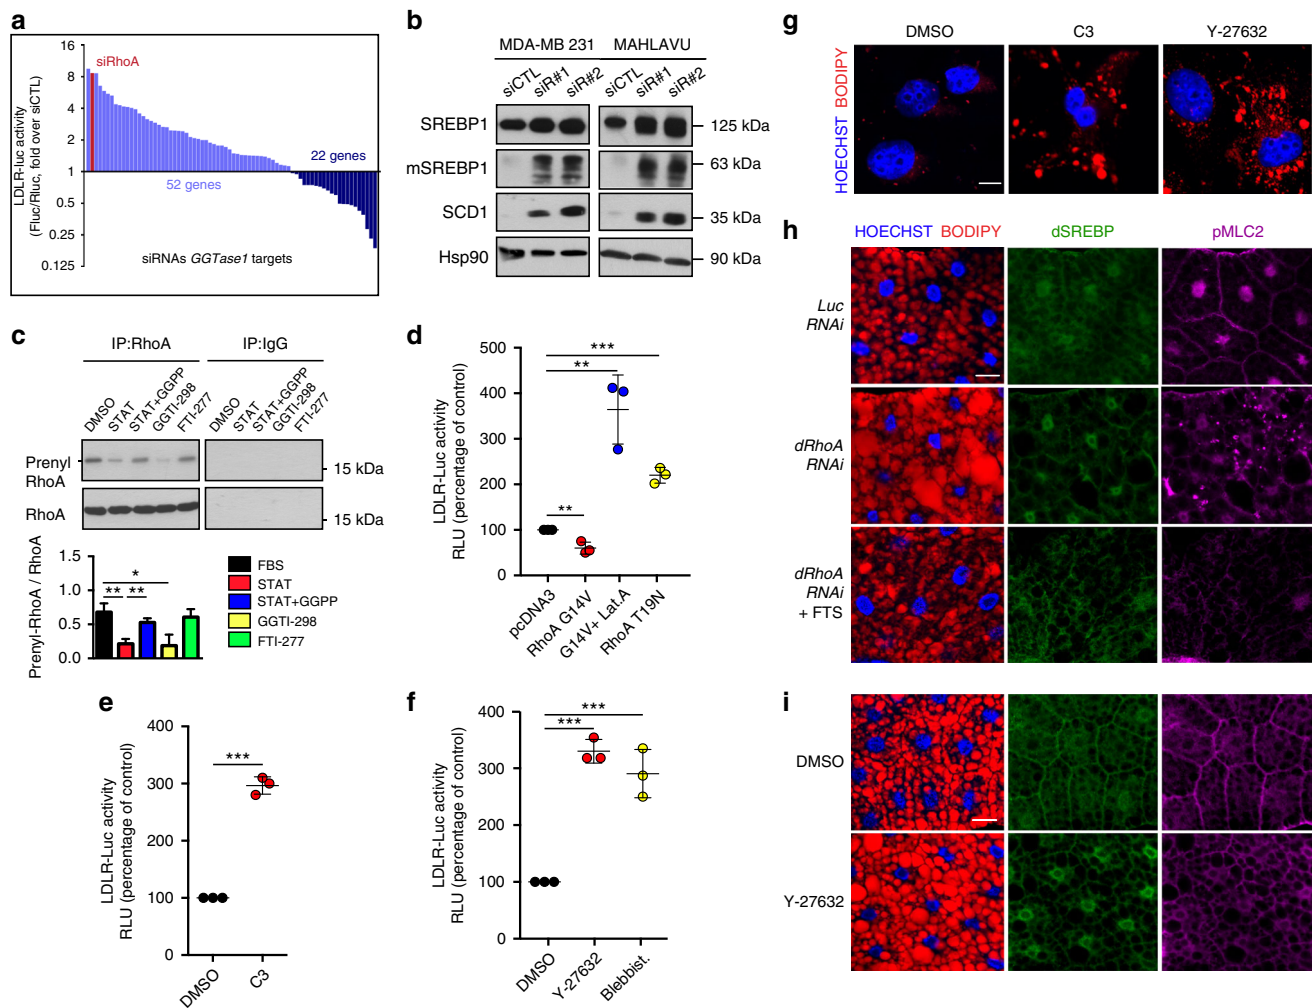 a
16
8
4
2
1
0.5
0.25
0.125
LDLR-luc activity
(Fluc/Rluc, fold over siCTL)
siRhoA
22 genes
52 genes
siRNAs GGTase1 targets
b
MDA-MB 231
MAHLAVU
siCTL
siR#1
siR#2
siCTL
siR#1
siR#2
SREBP1
125 kDa
mSREBP1
63 kDa
SCD1
35 kDa
Hsp90
90 kDa
c
IP:RhoA
IP:IgG
DMSO
STAT
STAT+GGPP
GGTI-298
FTI-277
DMSO
STAT
STAT+GGPP
GGTI-298
FTI-277
Prenyl
RhoA
15 kDa
RhoA
15 kDa
Prenyl-RhoA / RhoA
1.5
1.0
0.5
0.0
*
** **
FBS
STAT
STAT+GGPP
GGTI-298
FTI-277
d
LDLR-Luc activity
RLU (percentage of control)
500
400
300
200
100
0
***
**
**
pcDNA3
RhoA G14V
G14V+ Lat.A
RhoA T19N
e
LDLR-Luc activity
RLU (percentage of control)
400
300
200
100
0
***
DMSO
C3
f
LDLR-Luc activity
RLU (percentage of control)
400
300
200
100
0
***
***
DMSO
Y-27632
Blebbist.
g
DMSO
C3
Y-27632
HOECHST BODIPY
h
HOECHST BODIPY
dSREBP
pMLC2
Luc
RNAi
dRhoA
RNAi
dRhoA
RNAi
+ FTS
i
DMSO
Y-27632